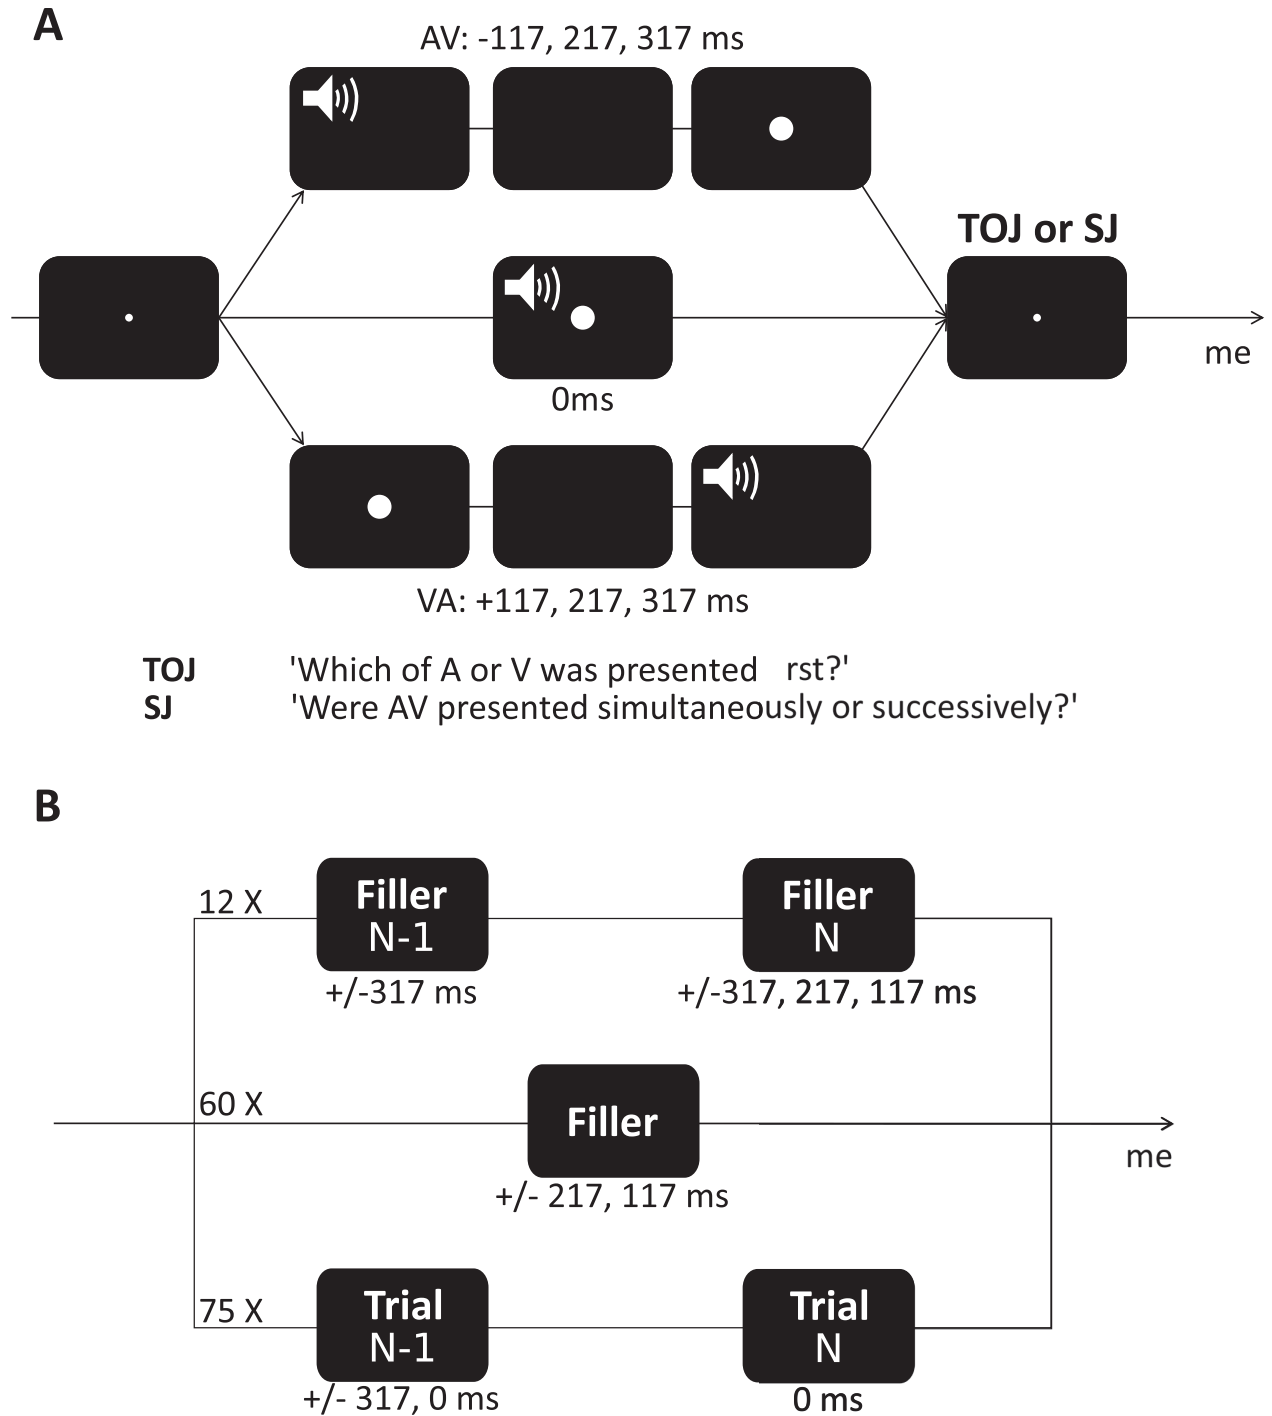 A
AV: -117, 217, 317 ms
TOJ or SJ
me
0ms
VA: +117, 217, 317 ms
TOJ 'Which of A or V was presented rst?'
SJ 'Were AV presented simultaneously or successively?'
B
12 X
Filler
N-1
Filler
N
+/-317 ms
+/-317, 217, 117 ms
60 X
Filler
me
+/- 217, 117 ms
75 X
Trial
N-1
Trial
N
+/- 317, 0 ms
0 ms